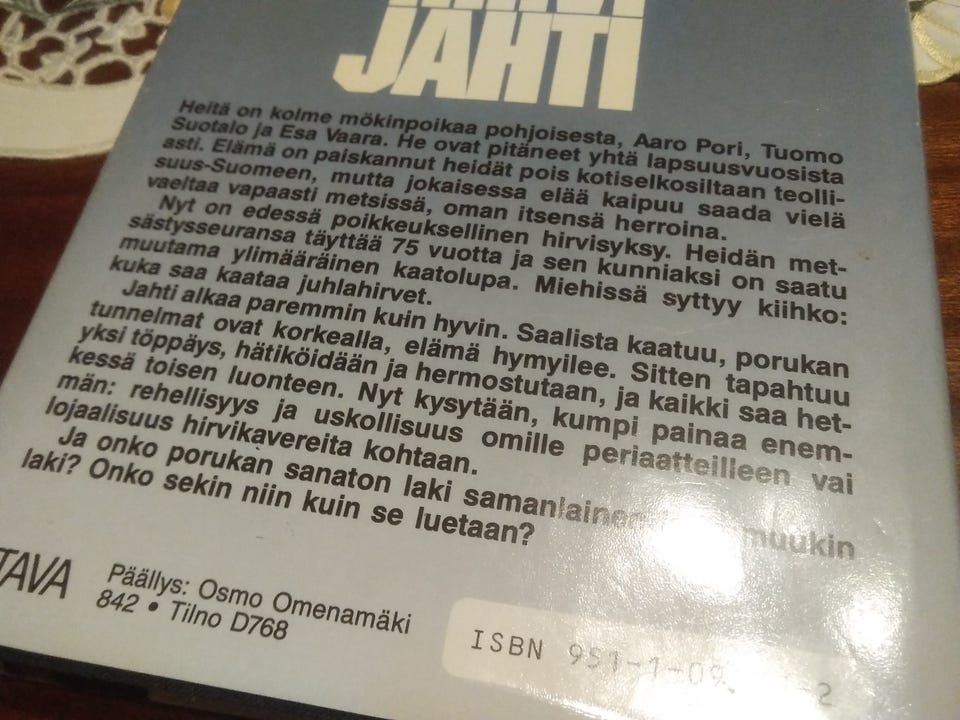 JAHTI
Heitä on kolme mökinpoikaa pohjoisesta, Aaro Pori, Tuomo
Suotalo ja Esa Vaara. He ovat pitäneet yhtä lapsuusvuosista
asti. Elämä on paiskannut heidät pois kotiselkosiltaan teolli-
suus-Suomeen, mutta jokaisessa elää kaipuu saada vielä
vaeltaa vapaasti metsissä, oman itsensä herroina.
Nyt on edessä poikkeuksellinen hirvisyksy. Heidän met-
sästysseuransa täyttää 75 vuotta ja sen kunniaksi on saatu
muutama ylimääräinen kaatolupa. Miehissä syttyy kiihko:
kuka saa kaataa juhlahirvet.
Jahti alkaa paremmin kuin hyvin. Saalista kaatuu, porukan
tunnelmat ovat korkealla, elämä hymyilee. Sitten tapahtuu
yksi töppäys, hätiköidään ja hermostutaan, ja kaikki saa het-
kessä toisen luonteen. Nyt kysytään, kumpi painaa enem-
män: rehellisyys ja uskollisuus omille periaatteilleen vai
lojaalisuus hirvikavereita kohtaan.
Ja onko porukan sanaton laki samanlainen muukin
laki? Onko sekin niin kuin se luetaan?
TAVA
Päällys: Osmo Omenamäki
842 • Tilno D768
ISBN 951-1-09 -2